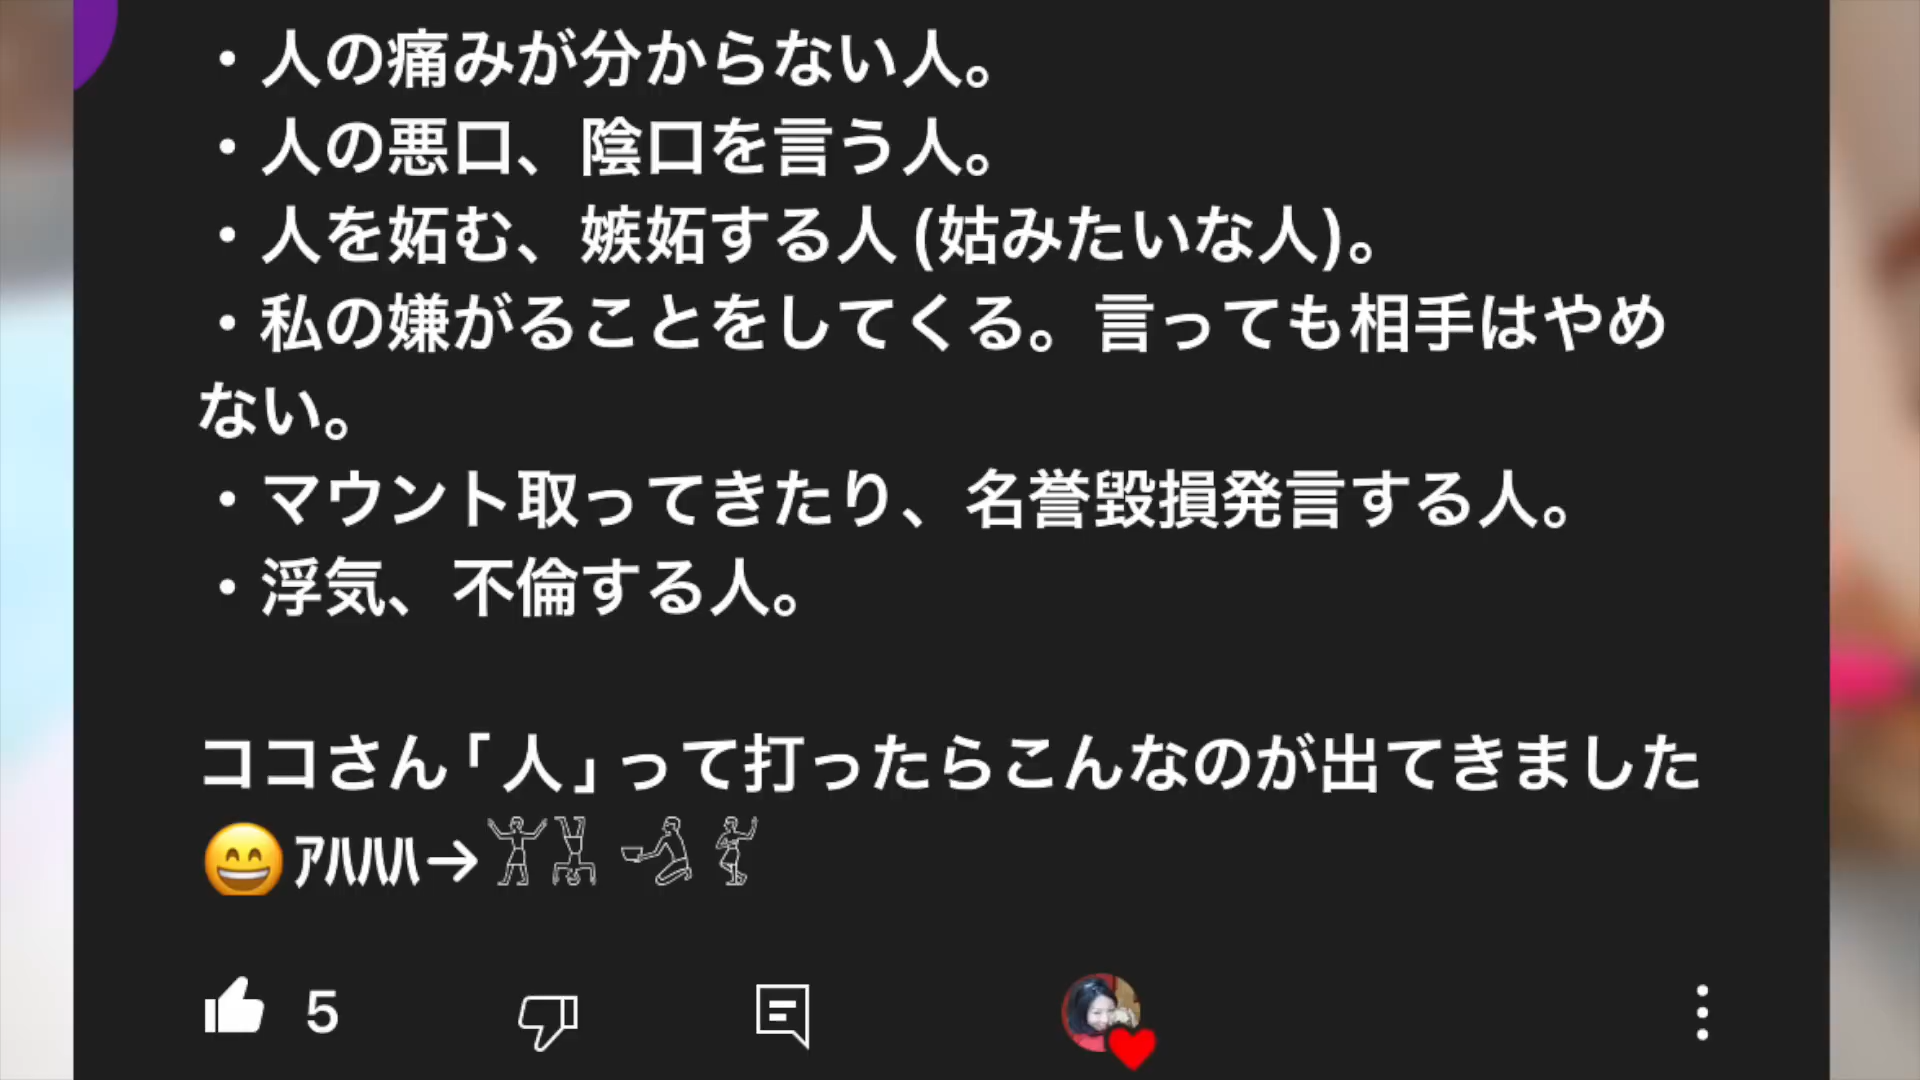 ・人の痛みが分からない人。
・人の悪口、陰口を言う人。
・人を妬む、嫉妬する人 (姑みたいな人)。
・私の嫌がることをしてくる。言っても相手はやめ
ない。
・マウント取ってきたり、名誉毀損発言する人。
・浮気、不倫する人。
ココさん「人」って打ったらこんなのが出てきました
😄ｱﾊﾊﾊ→
5